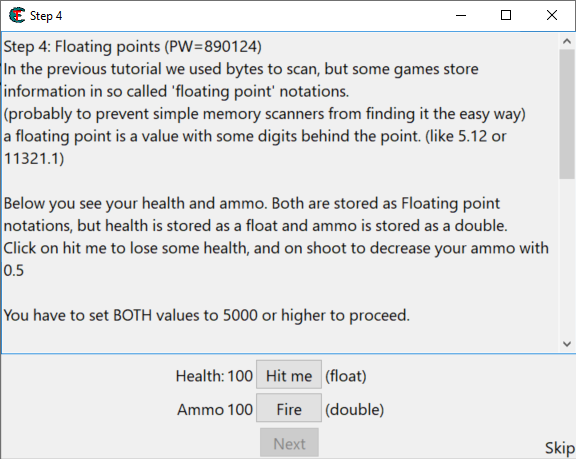 Step 4
Step 4: Floating points (PW=890124)
In the previous tutorial we used bytes to scan, but some games store
information in so called 'floating point' notations.
(probably to prevent simple memory scanners from finding it the easy way)
a floating point is a value with some digits behind the point. (like 5.12 or
11321.1)
Below you see your health and ammo. Both are stored as Floating point
notations, but health is stored as a float and ammo is stored as a double.
Click on hit me to lose some health, and on shoot to decrease your ammo with
0.5
You have to set BOTH values to 5000 or higher to proceed.
Health: 100 Hit me (float)
Ammo 100 Fire (double)
Next
Skip